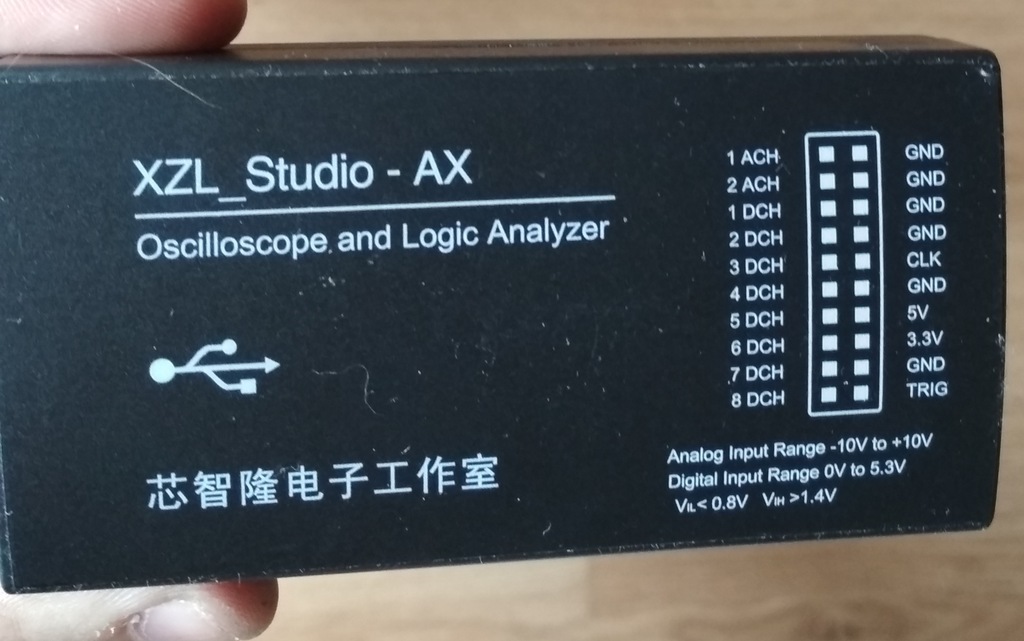 XZL_Studio - AX
Oscilloscope and Logic Analyzer
芯智隆电子工作室
1 ACH GND
2 ACH GND
1 DCH GND
2 DCH GND
3 DCH CLK
4 DCH GND
5 DCH 5V
6 DCH 3.3V
7 DCH GND
8 DCH TRIG
Analog Input Range -10V to +10V
Digital Input Range 0V to 5.3V
VIL< 0.8V VIH >1.4V